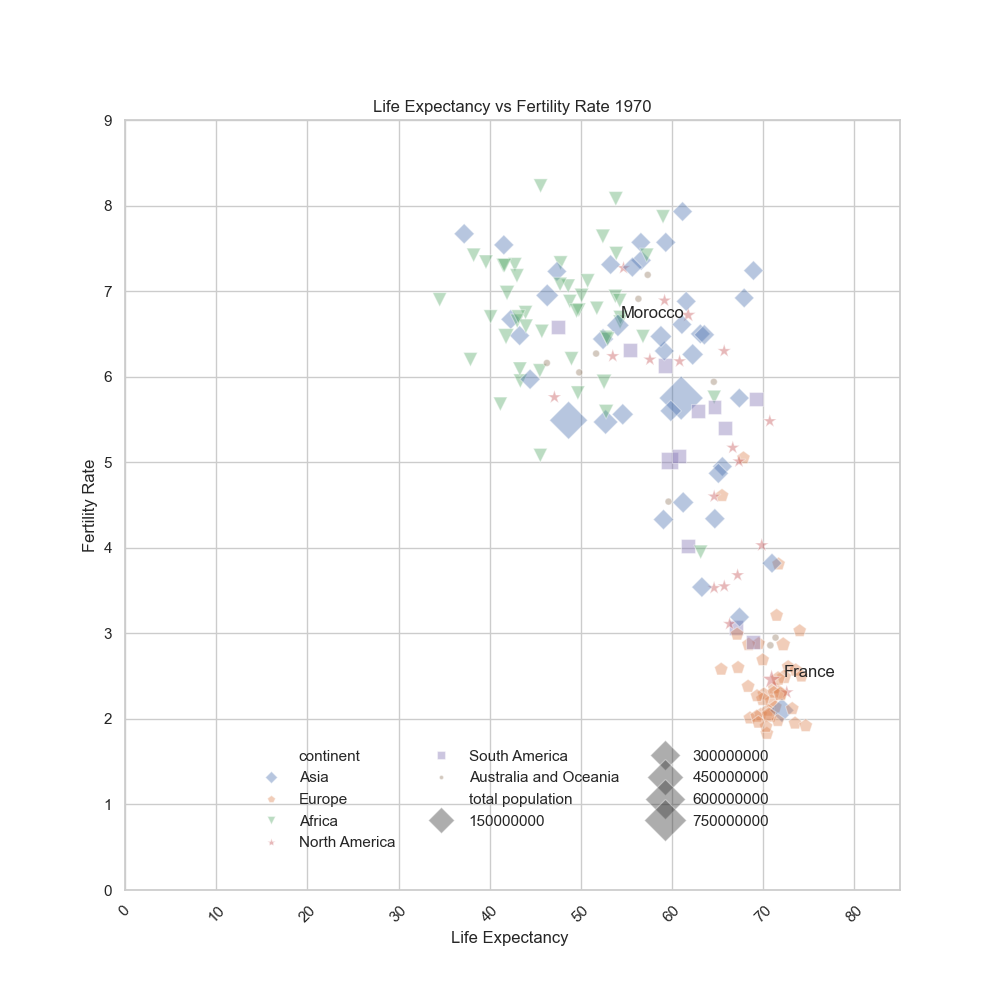 Life Expectancy vs Fertility Rate 1970
9
8
7
6
5
4
3
2
1
0
Fertility Rate
Morocco
France
continent
Asia
Europe
Africa
North America
South America
Australia and Oceania
total population
150000000
300000000
450000000
600000000
750000000
0
10
20
30
40
50
60
70
80
Life Expectancy